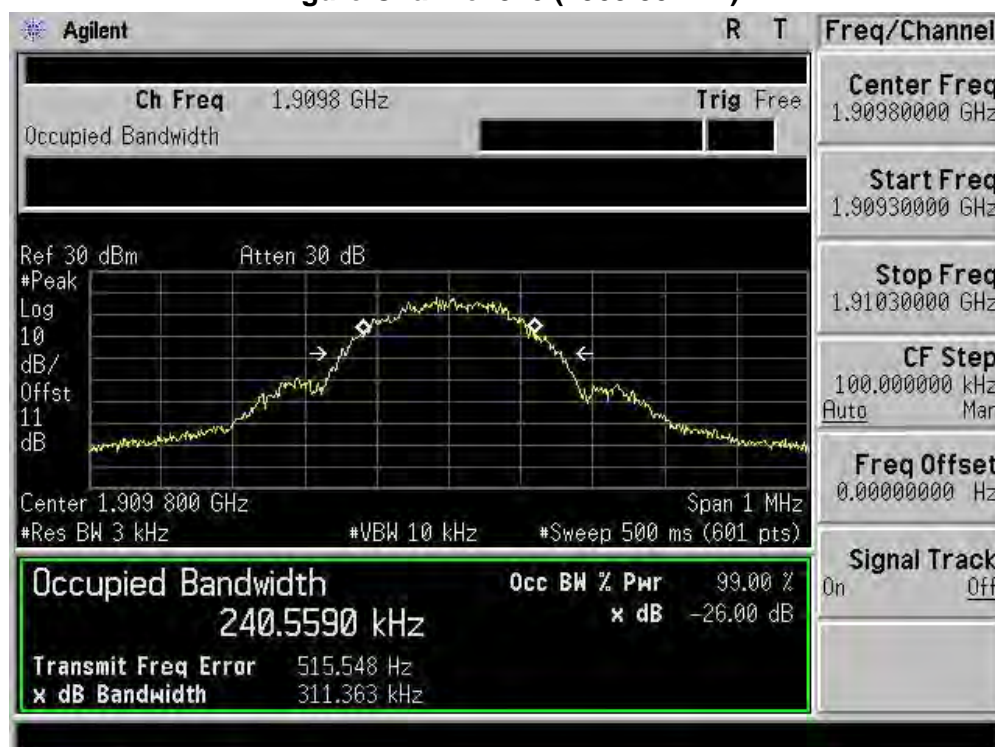 Agilent R T Freq/Channel
Ch Freq 1.9098 GHz Trig Free
Occupied Bandwidth
Center Freq
1.90980000 GHz
Start Freq
1.90930000 GHz
Stop Freq
1.91030000 GHz
CF Step
100.000000 kHz
Auto Man
Freq Offset
0.00000000 Hz
Signal Track
On Off
Ref 30 dBm Atten 30 dB
#Peak
Log
10
dB/
Offst
11
dB
Center 1.909 800 GHz Span 1 MHz
#Res BW 3 kHz #VBW 10 kHz #Sweep 500 ms (601 pts)
Occupied Bandwidth Occ BW % Pwr 99.00 %
240.5590 kHz x dB -26.00 dB
Transmit Freq Error 515.548 Hz
x dB Bandwidth 311.363 kHz